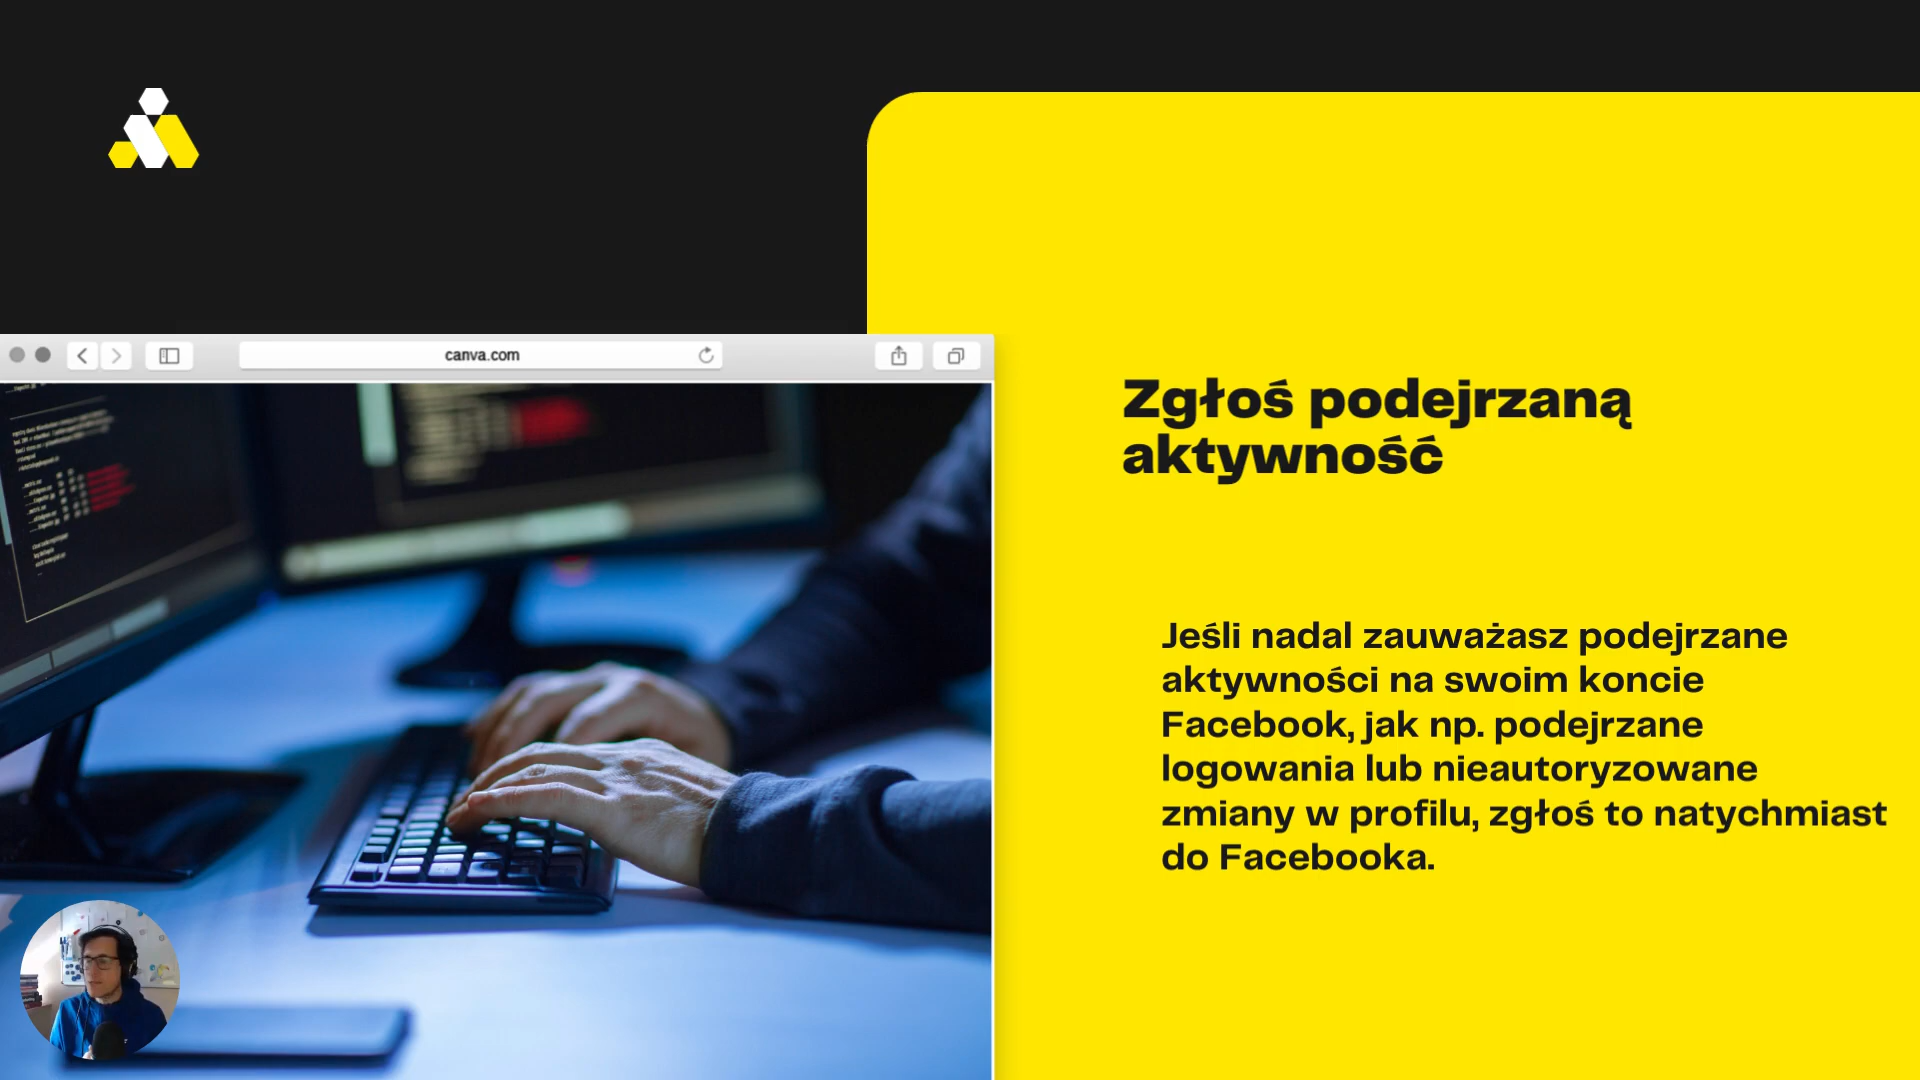 canva.com
Zgłoś podejrzaną
aktywność
Jeśli nadal zauważasz podejrzane
aktywności na swoim koncie
Facebook, jak np. podejrzane
logowania lub nieautoryzowane
zmiany w profilu, zgłoś to natychmiast
do Facebooka.